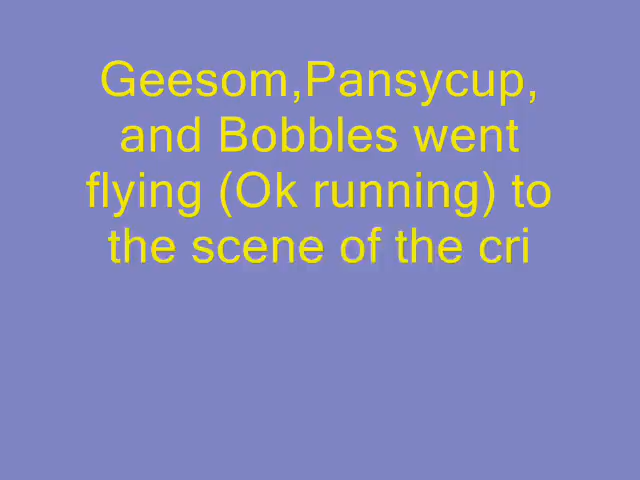 Geesom,Pansycup,
and Bobbles went
flying (Ok running) to
the scene of the cri